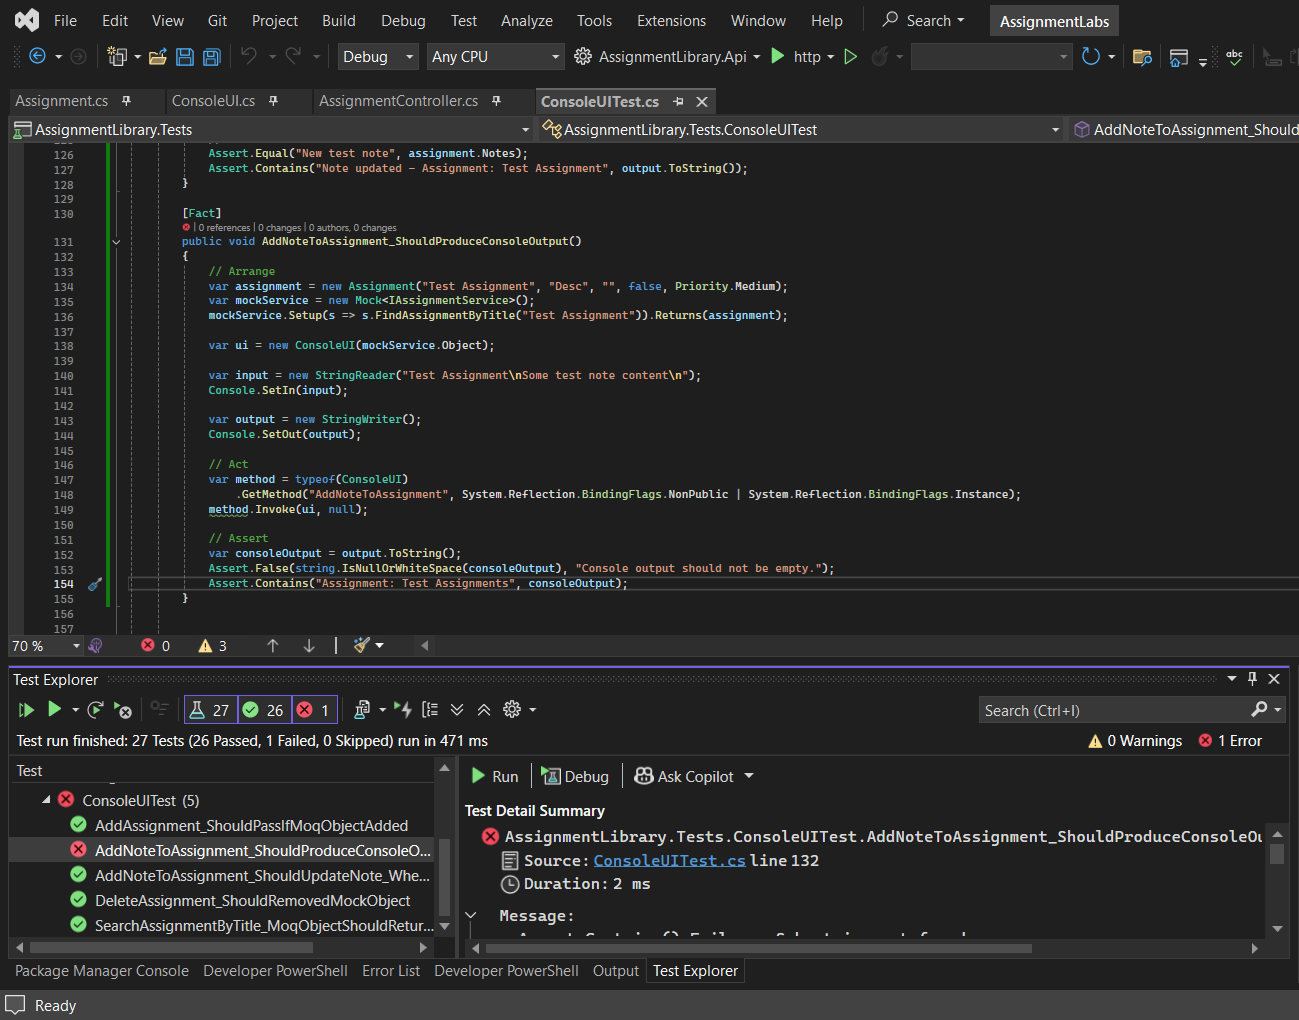 File Edit View Git Project Build Debug Test Analyze Tools Extensions Window Help Search AssignmentLabs
Debug Any CPU AssignmentLibrary.Api http
Assignment.cs ConsoleUI.cs AssignmentController.cs ConsoleUITest.cs
AssignmentLibrary.Tests AssignmentLibrary.Tests.ConsoleUITest AddNoteToAssignment_Should
126 Assert.Equal("New test note", assignment.Notes);
127 Assert.Contains("Note updated - Assignment: Test Assignment", output.ToString());
128 }
129
130 [Fact]
0 references | 0 changes | 0 authors, 0 changes
131 public void AddNoteToAssignment_ShouldProduceConsoleOutput()
132 {
133 // Arrange
134 var assignment = new Assignment("Test Assignment", "Desc", "", false, Priority.Medium);
135 var mockService = new Mock<IAssignmentService>();
136 mockService.Setup(s => s.FindAssignmentByTitle("Test Assignment")).Returns(assignment);
137
138 var ui = new ConsoleUI(mockService.Object);
139
140 var input = new StringReader("Test Assignment\nSome test note content\n");
141 Console.SetIn(input);
142
143 var output = new StringWriter();
144 Console.SetOut(output);
145
146 // Act
147 var method = typeof(ConsoleUI)
148 .GetMethod("AddNoteToAssignment", System.Reflection.BindingFlags.NonPublic | System.Reflection.BindingFlags.Instance);
149 method.Invoke(ui, null);
150
151 // Assert
152 var consoleOutput = output.ToString();
153 Assert.False(string.IsNullOrWhiteSpace(consoleOutput), "Console output should not be empty.");
154 Assert.Contains("Assignment: Test Assignments", consoleOutput);
155 }
156
157
70 % 0 3
Test Explorer
27 26 1 Search (Ctrl+I)
Test run finished: 27 Tests (26 Passed, 1 Failed, 0 Skipped) run in 471 ms 0 Warnings 1 Error
Test
Run Debug Ask Copilot
ConsoleUITest (5)
AddAssignment_ShouldPassIfMoqObjectAdded
AddNoteToAssignment_ShouldProduceConsoleO...
AddNoteToAssignment_ShouldUpdateNote_Whe...
DeleteAssignment_ShouldRemovedMockObject
SearchAssignmentByTitle_MoqObjectShouldRetur...
Test Detail Summary
AssignmentLibrary.Tests.ConsoleUITest.AddNoteToAssignment_ShouldProduceConsoleOu
Source: ConsoleUITest.cs line 132
Duration: 2 ms
Message:
Package Manager Console Developer PowerShell Error List Developer PowerShell Output Test Explorer
Ready